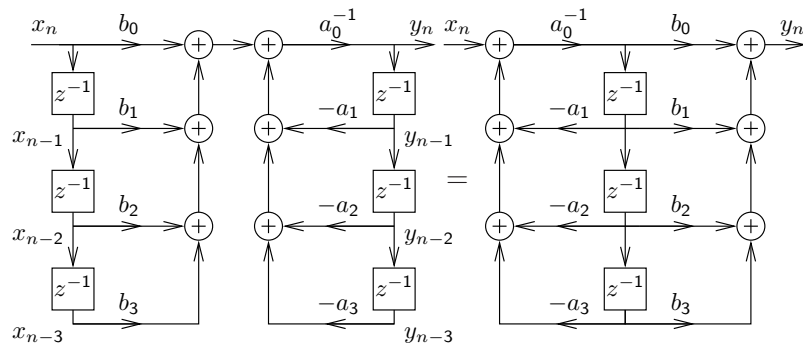 x_n b_0 + + a_0^{-1} y_n x_n + a_0^{-1} b_0 + y_n
z^{-1} z^{-1} z^{-1}
x_{n-1} b_1 + + -a_1 y_{n-1} + -a_1 b_1 +
z^{-1} z^{-1} = z^{-1}
x_{n-2} b_2 + + -a_2 y_{n-2} + -a_2 b_2 +
z^{-1} z^{-1} z^{-1}
x_{n-3} b_3 -a_3 y_{n-3} -a_3 b_3